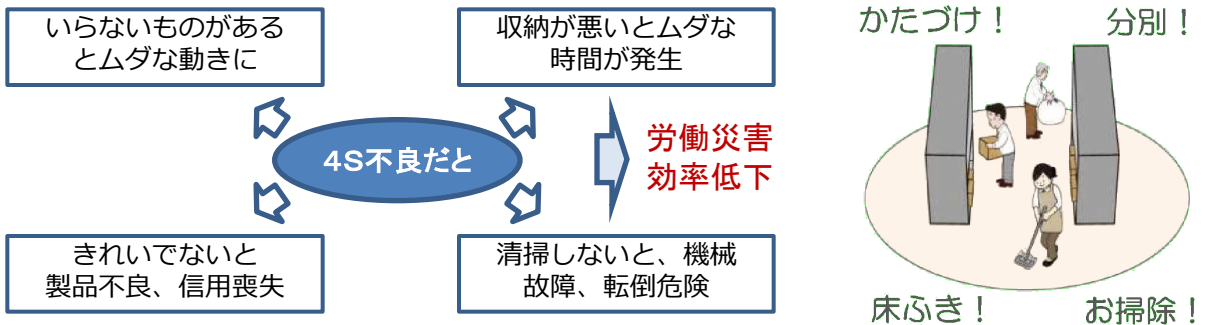 いらないものがある
とムダな動きに
収納が悪いとムダな
時間が発生
4S不良だと
労働災害
効率低下
きれいでないと
製品不良、信用喪失
清掃しないと、機械
故障、転倒危険
かたづけ！
分別！
床ふき！
お掃除！